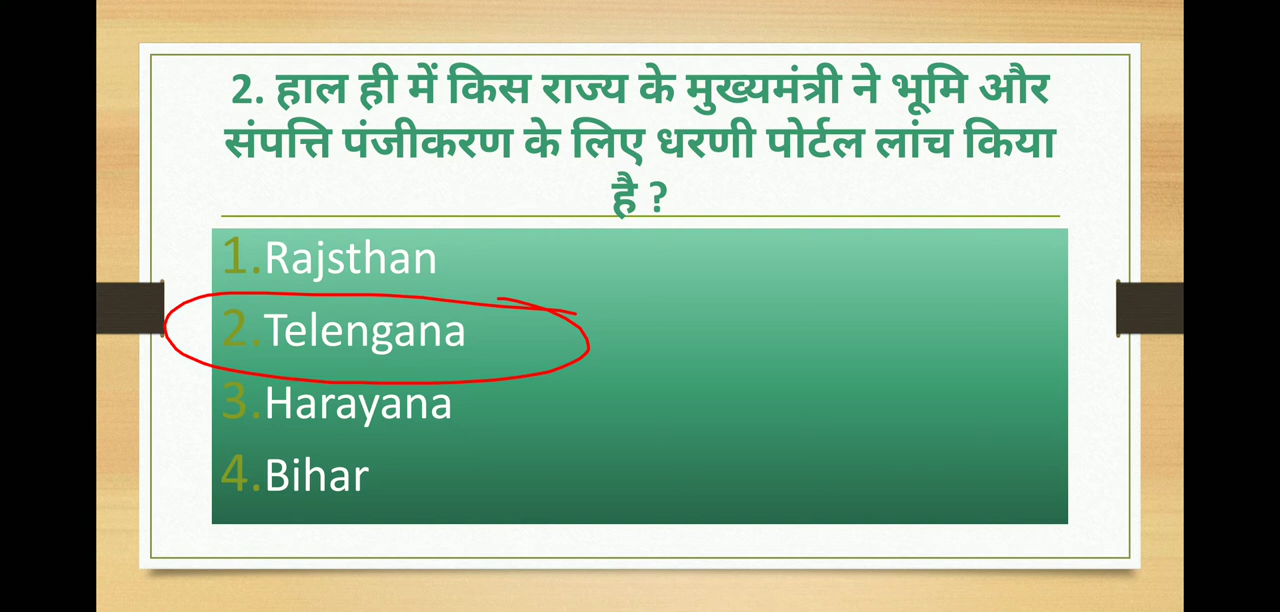 2. हाल ही में किस राज्य के मुख्यमंत्री ने भूमि और
संपत्ति पंजीकरण के लिए धरणी पोर्टल लांच किया
है ?
1.Rajsthan
2.Telengana
3.Harayana
4.Bihar